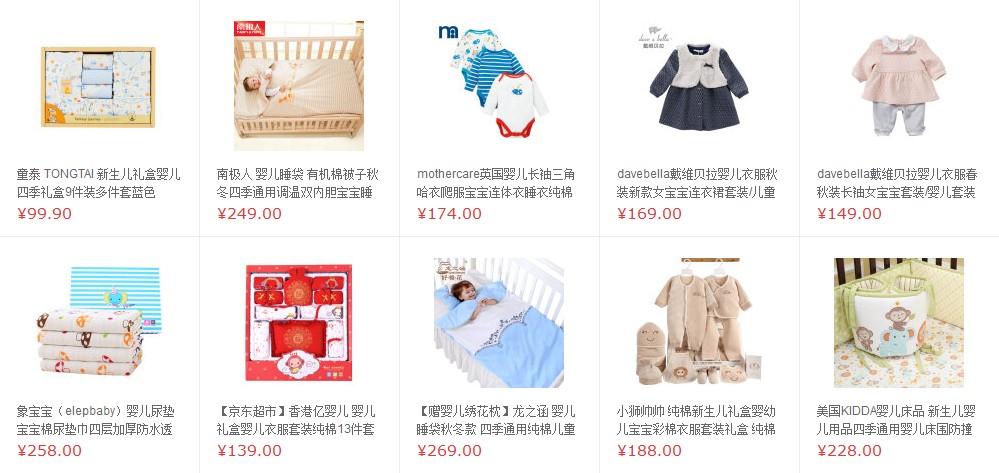 南极人
dave & bella
戴维贝拉
童泰 TONGTAI 新生儿礼盒婴儿
四季礼盒9件装多件套蓝色
¥99.90
南极人 婴儿睡袋 有机棉被子秋
冬四季通用调温双内胆宝宝睡
¥249.00
mothercare英国婴儿长袖三角
哈衣爬服宝宝连体衣睡衣纯棉
¥174.00
davebella戴维贝拉婴儿衣服秋
装新款女宝宝连衣裙套装/儿童
¥169.00
davebella戴维贝拉婴儿衣服春
秋装长袖女宝宝套装/婴儿套装
¥149.00
龙之涵
象宝宝（elepbaby）婴儿尿垫
宝宝棉尿垫巾四层加厚防水透
¥258.00
【京东超市】香港亿婴儿 婴儿
礼盒婴儿衣服套装纯棉13件套
¥139.00
【赠婴儿绣花枕】龙之涵 婴儿
睡袋秋冬款 四季通用纯棉儿童
¥269.00
小狮帅帅 纯棉新生儿礼盒婴幼
儿宝宝彩棉衣服套装礼盒 纯棉
¥188.00
美国KIDDA婴儿床品 新生儿婴
儿用品四季通用婴儿床围防撞
¥228.00